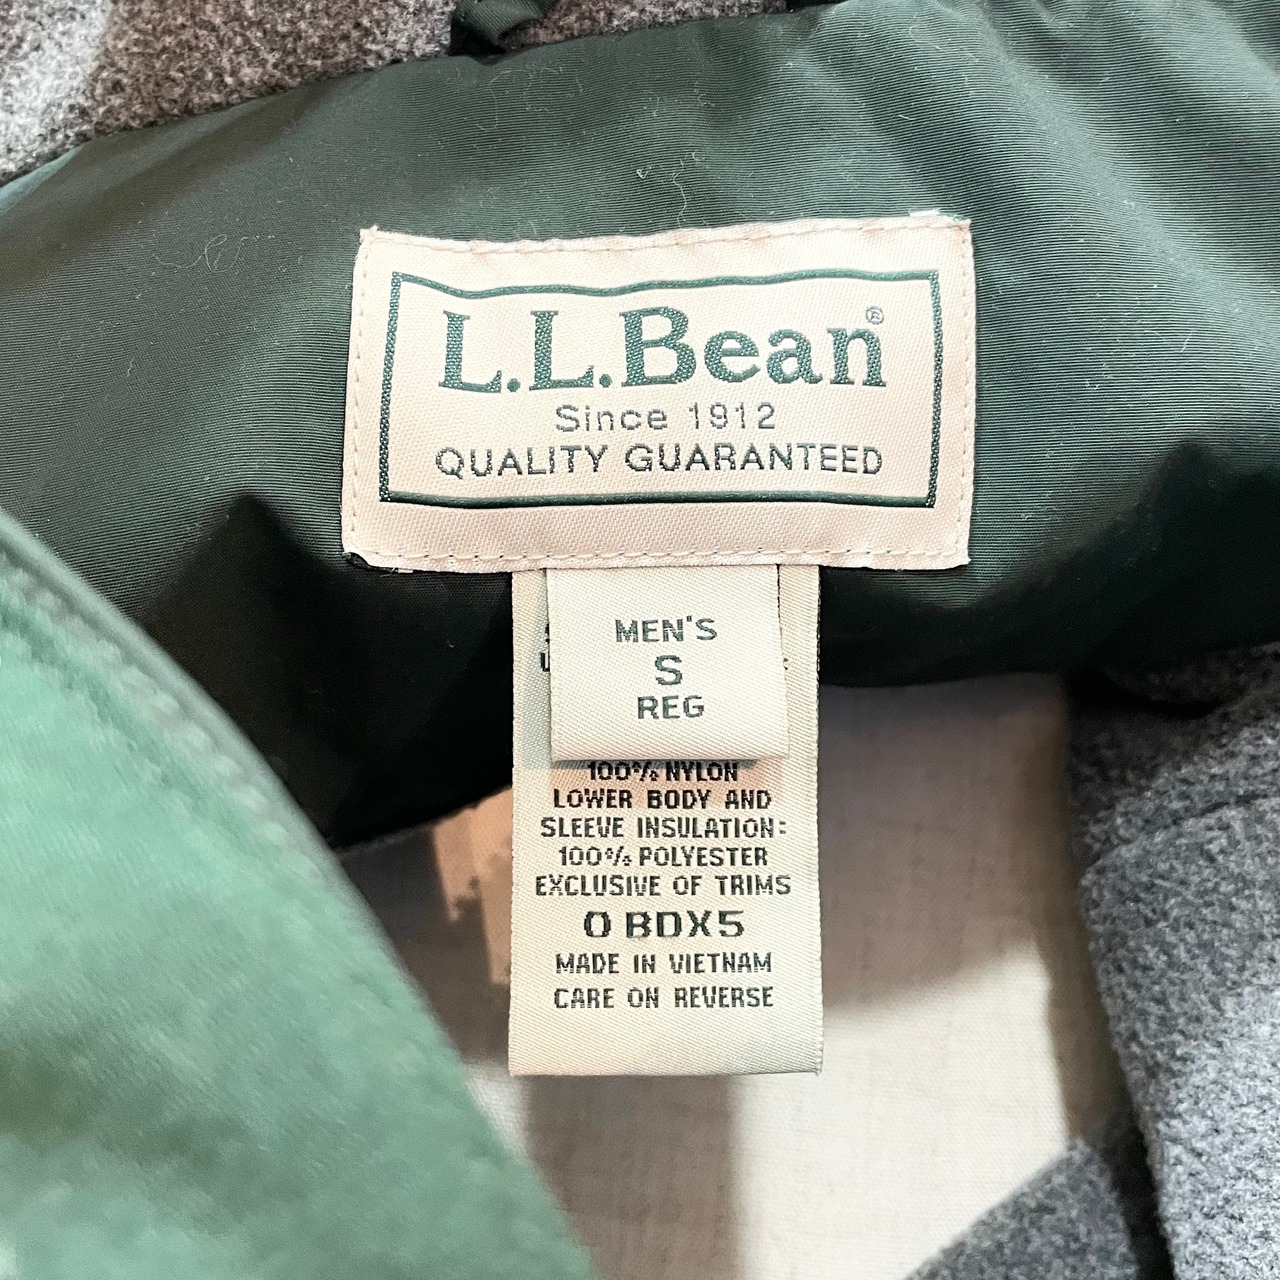 L.L.Bean®
Since 1912
QUALITY GUARANTEED
MEN'S
S
REG
100% NYLON
LOWER BODY AND
SLEEVE INSULATION:
100% POLYESTER
EXCLUSIVE OF TRIMS
0 BDX5
MADE IN VIETNAM
CARE ON REVERSE